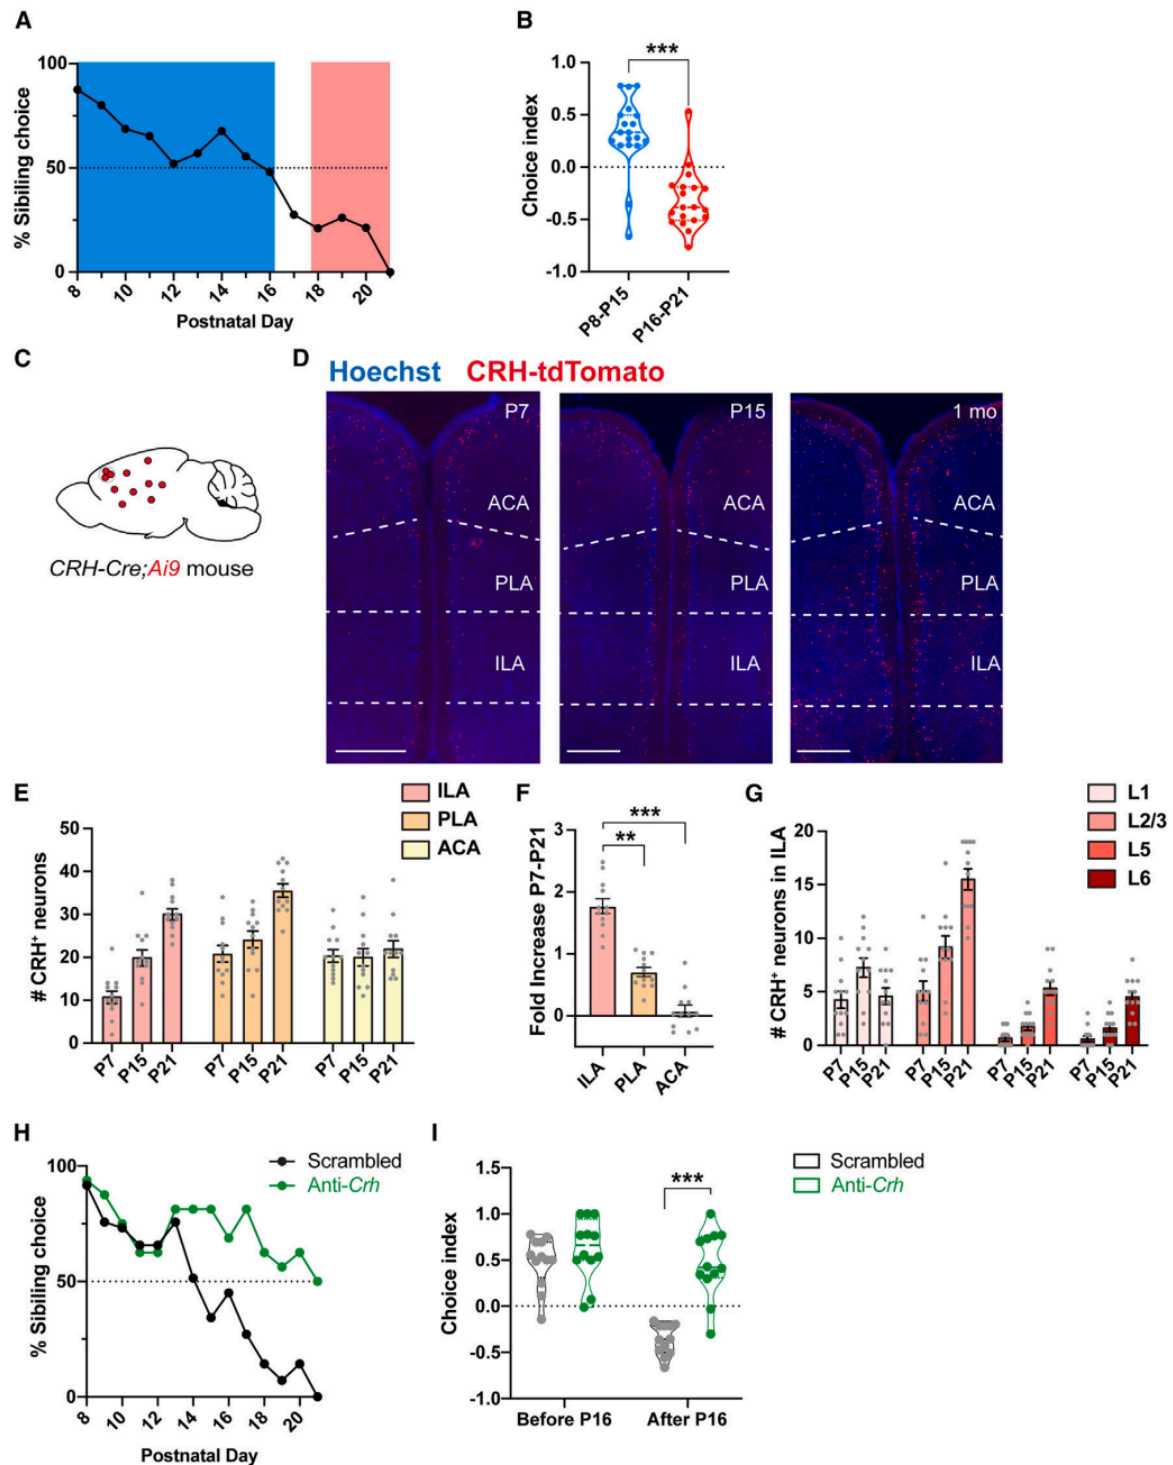 A
100
50
0
% Sibiling choice
8
10
12
14
16
18
20
Postnatal Day
B
***
1.0
0.5
0.0
-0.5
-1.0
Choice index
P8-P15
P16-P21
C
CRH-Cre;Ai9 mouse
D
Hoechst CRH-tdTomato
P7
ACA
PLA
ILA
P15
ACA
PLA
ILA
1 mo
ACA
PLA
ILA
E
ILA
PLA
ACA
50
40
30
20
10
0
# CRH+ neurons
P7
P15
P21
P7
P15
P21
P7
P15
P21
F
***
**
3
2
1
0
Fold Increase P7-P21
ILA
PLA
ACA
G
L1
L2/3
L5
L6
20
15
10
5
0
# CRH+ neurons in ILA
P7
P15
P21
P7
P15
P21
P7
P15
P21
P7
P15
P21
H
Scrambled
Anti-Crh
100
50
0
% Sibiling choice
8
10
12
14
16
18
20
Postnatal Day
I
Scrambled
Anti-Crh
***
1.5
1.0
0.5
0.0
-0.5
-1.0
Choice index
Before P16
After P16